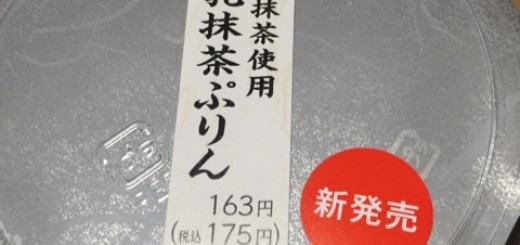 抹茶使用
抹茶ぷりん
163円
(税込175円)
新発売